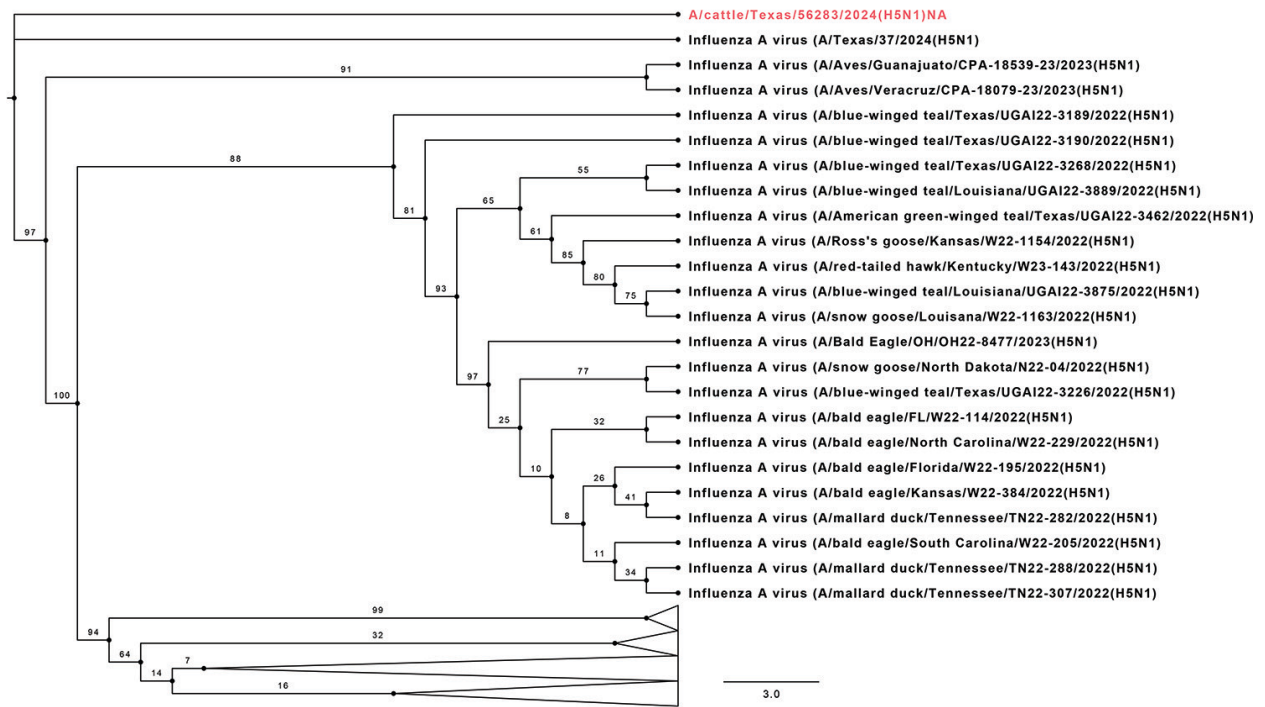 A/cattle/Texas/56283/2024(H5N1)NA
Influenza A virus (A/Texas/37/2024(H5N1)
91
Influenza A virus (A/Aves/Guanajuato/CPA-18539-23/2023(H5N1)
Influenza A virus (A/Aves/Veracruz/CPA-18079-23/2023(H5N1)
Influenza A virus (A/blue-winged teal/Texas/UGAI22-3189/2022(H5N1)
Influenza A virus (A/blue-winged teal/Texas/UGAI22-3190/2022(H5N1)
88
55
Influenza A virus (A/blue-winged teal/Texas/UGAI22-3268/2022(H5N1)
Influenza A virus (A/blue-winged teal/Louisiana/UGAI22-3889/2022(H5N1)
81
65
Influenza A virus (A/American green-winged teal/Texas/UGAI22-3462/2022(H5N1)
97
61
Influenza A virus (A/Ross's goose/Kansas/W22-1154/2022(H5N1)
85
Influenza A virus (A/red-tailed hawk/Kentucky/W23-143/2022(H5N1)
80
93
75
Influenza A virus (A/blue-winged teal/Louisiana/UGAI22-3875/2022(H5N1)
Influenza A virus (A/snow goose/Louisana/W22-1163/2022(H5N1)
Influenza A virus (A/Bald Eagle/OH/OH22-8477/2023(H5N1)
97
77
Influenza A virus (A/snow goose/North Dakota/N22-04/2022(H5N1)
Influenza A virus (A/blue-winged teal/Texas/UGAI22-3226/2022(H5N1)
100
25
32
Influenza A virus (A/bald eagle/FL/W22-114/2022(H5N1)
Influenza A virus (A/bald eagle/North Carolina/W22-229/2022(H5N1)
10
26
Influenza A virus (A/bald eagle/Florida/W22-195/2022(H5N1)
41
Influenza A virus (A/bald eagle/Kansas/W22-384/2022(H5N1)
8
Influenza A virus (A/mallard duck/Tennessee/TN22-282/2022(H5N1)
11
Influenza A virus (A/bald eagle/South Carolina/W22-205/2022(H5N1)
34
Influenza A virus (A/mallard duck/Tennessee/TN22-288/2022(H5N1)
Influenza A virus (A/mallard duck/Tennessee/TN22-307/2022(H5N1)
99
94
32
64
7
14
16
3.0